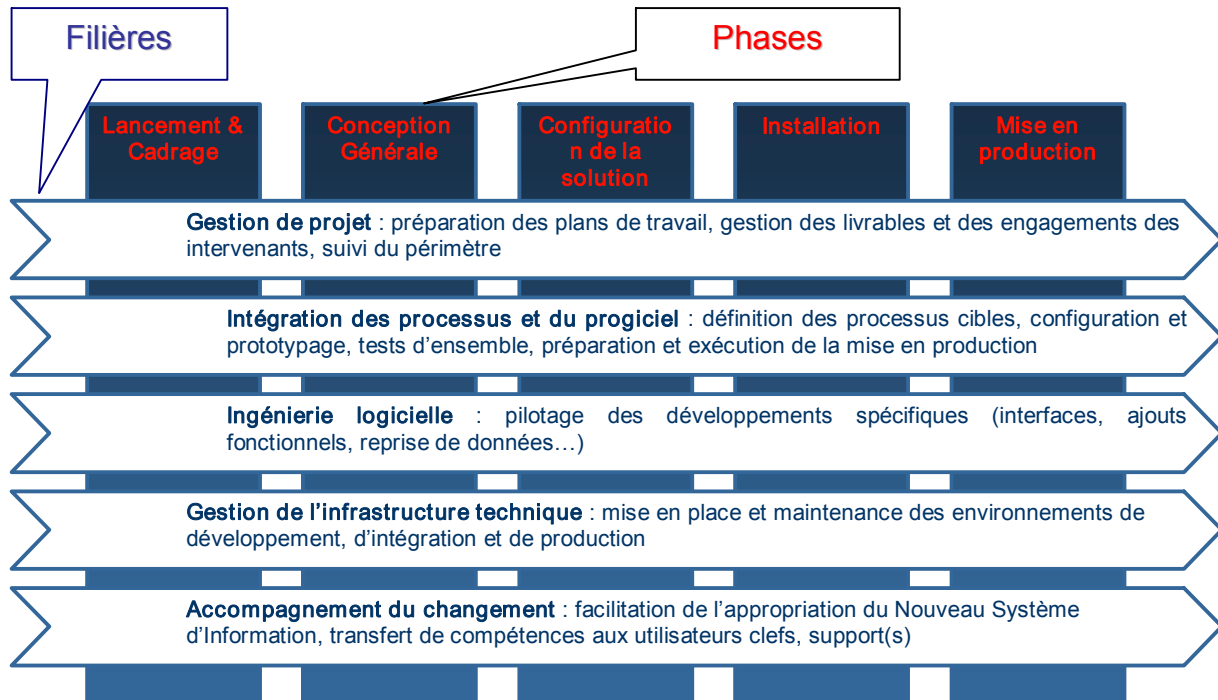 Filières
Phases
Lancement &
Cadrage
Conception
Générale
Configuratio
n de la
solution
Installation
Mise en
production
Gestion de projet : préparation des plans de travail, gestion des livrables et des engagements des
intervenants, suivi du périmètre
Intégration des processus et du progiciel : définition des processus cibles, configuration et
prototypage, tests d’ensemble, préparation et exécution de la mise en production
Ingénierie logicielle : pilotage des développements spécifiques (interfaces, ajouts
fonctionnels, reprise de données…)
Gestion de l’infrastructure technique : mise en place et maintenance des environnements de
développement, d’intégration et de production
Accompagnement du changement : facilitation de l’appropriation du Nouveau Système
d’Information, transfert de compétences aux utilisateurs clefs, support(s)